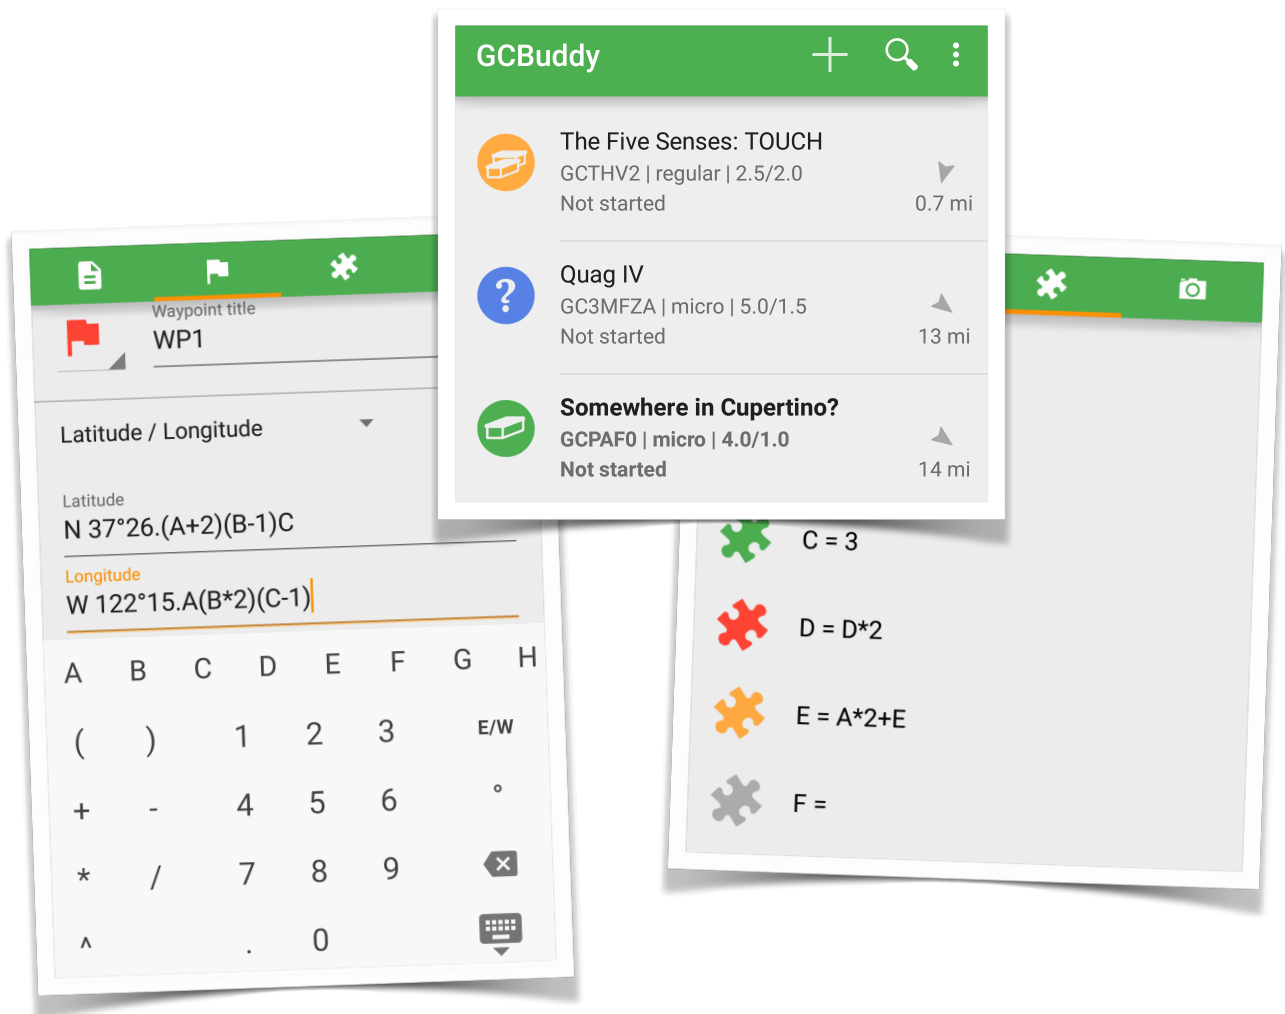 GCBuddy
The Five Senses: TOUCH
GCTHV2 | regular | 2.5/2.0
Not started
0.7 mi
Quag IV
GC3MFZA | micro | 5.0/1.5
Not started
13 mi
Somewhere in Cupertino?
GCPAF0 | micro | 4.0/1.0
Not started
14 mi
Waypoint title
WP1
Latitude / Longitude
Latitude
N 37°26.(A+2)(B-1)C
Longitude
W 122°15.A(B*2)(C-1)
A B C D E F G H
( ) 1 2 3 E/W
+ - 4 5 6 °
* / 7 8 9
^ . 0
C = 3
D = D*2
E = A*2+E
F =